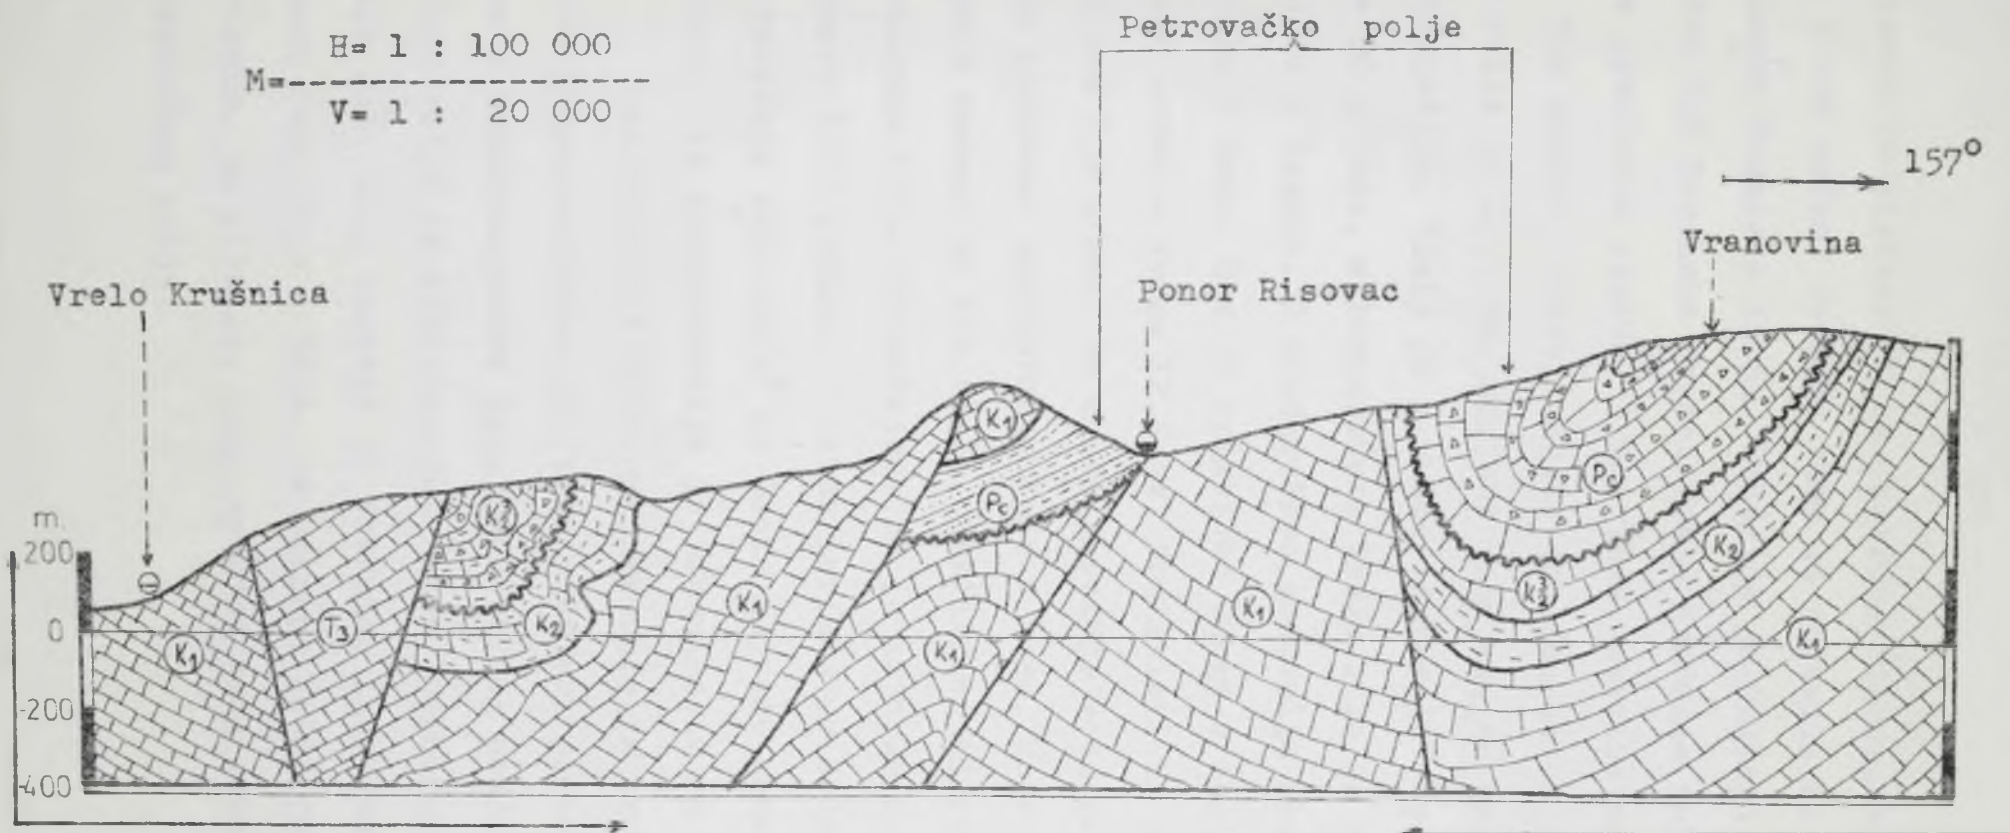 H= 1 : 100 000
M=------------------
V= 1 : 20 000
Petrovačko polje
157°
Vranovina
Vrelo Krušnica
Ponor Risovac
m.
200
0
-200
-400
K1
T3
K2
K1
K1
Pc
K1
K1
Pc
K2
K1